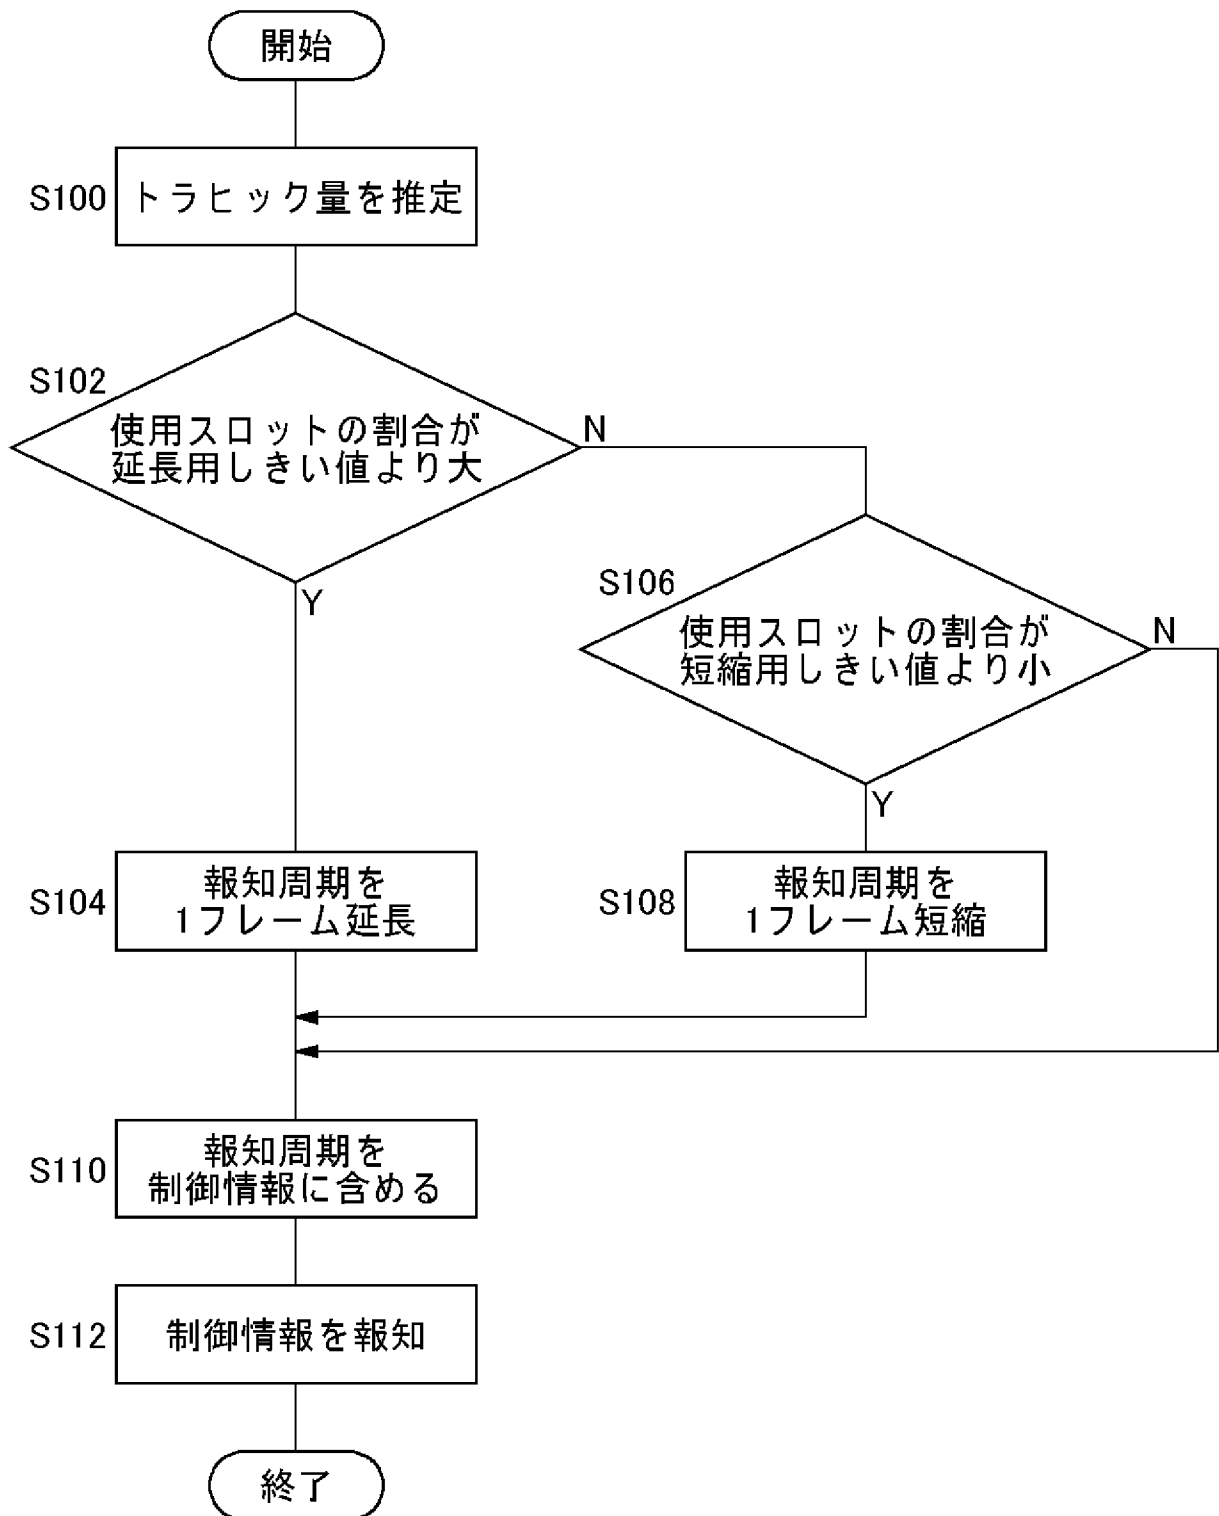 開始
S100
トラヒック量を推定
S102
使用スロットの割合が
延長用しきい値より大
N
Y
S106
使用スロットの割合が
短縮用しきい値より小
N
Y
S104
報知周期を
1フレーム延長
S108
報知周期を
1フレーム短縮
S110
報知周期を
制御情報に含める
S112
制御情報を報知
終了